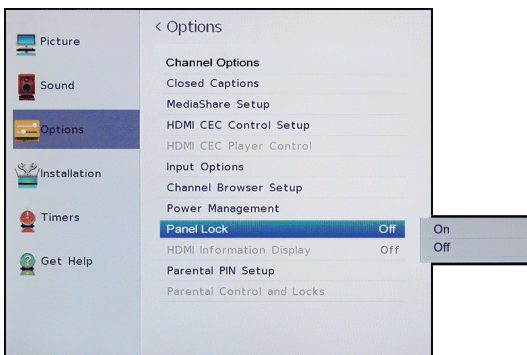 Picture
Sound
Options
Installation
Timers
Get Help
< Options
Channel Options
Closed Captions
MediaShare Setup
HDMI CEC Control Setup
HDMI CEC Player Control
Input Options
Channel Browser Setup
Power Management
Panel Lock Off
HDMI Information Display Off
Parental PIN Setup
Parental Control and Locks
On
Off